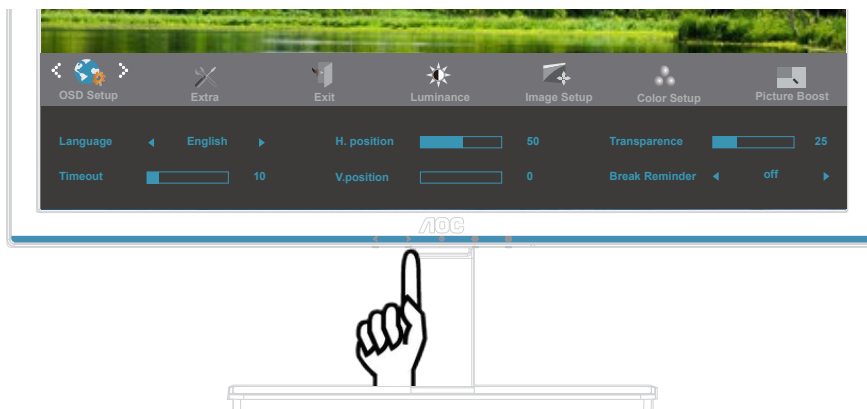 OSD Setup Extra Exit Luminance Image Setup Color Setup Picture Boost
Language English H. position 50 Transparence 25
Timeout 10 V.position 0 Break Reminder off
AOC